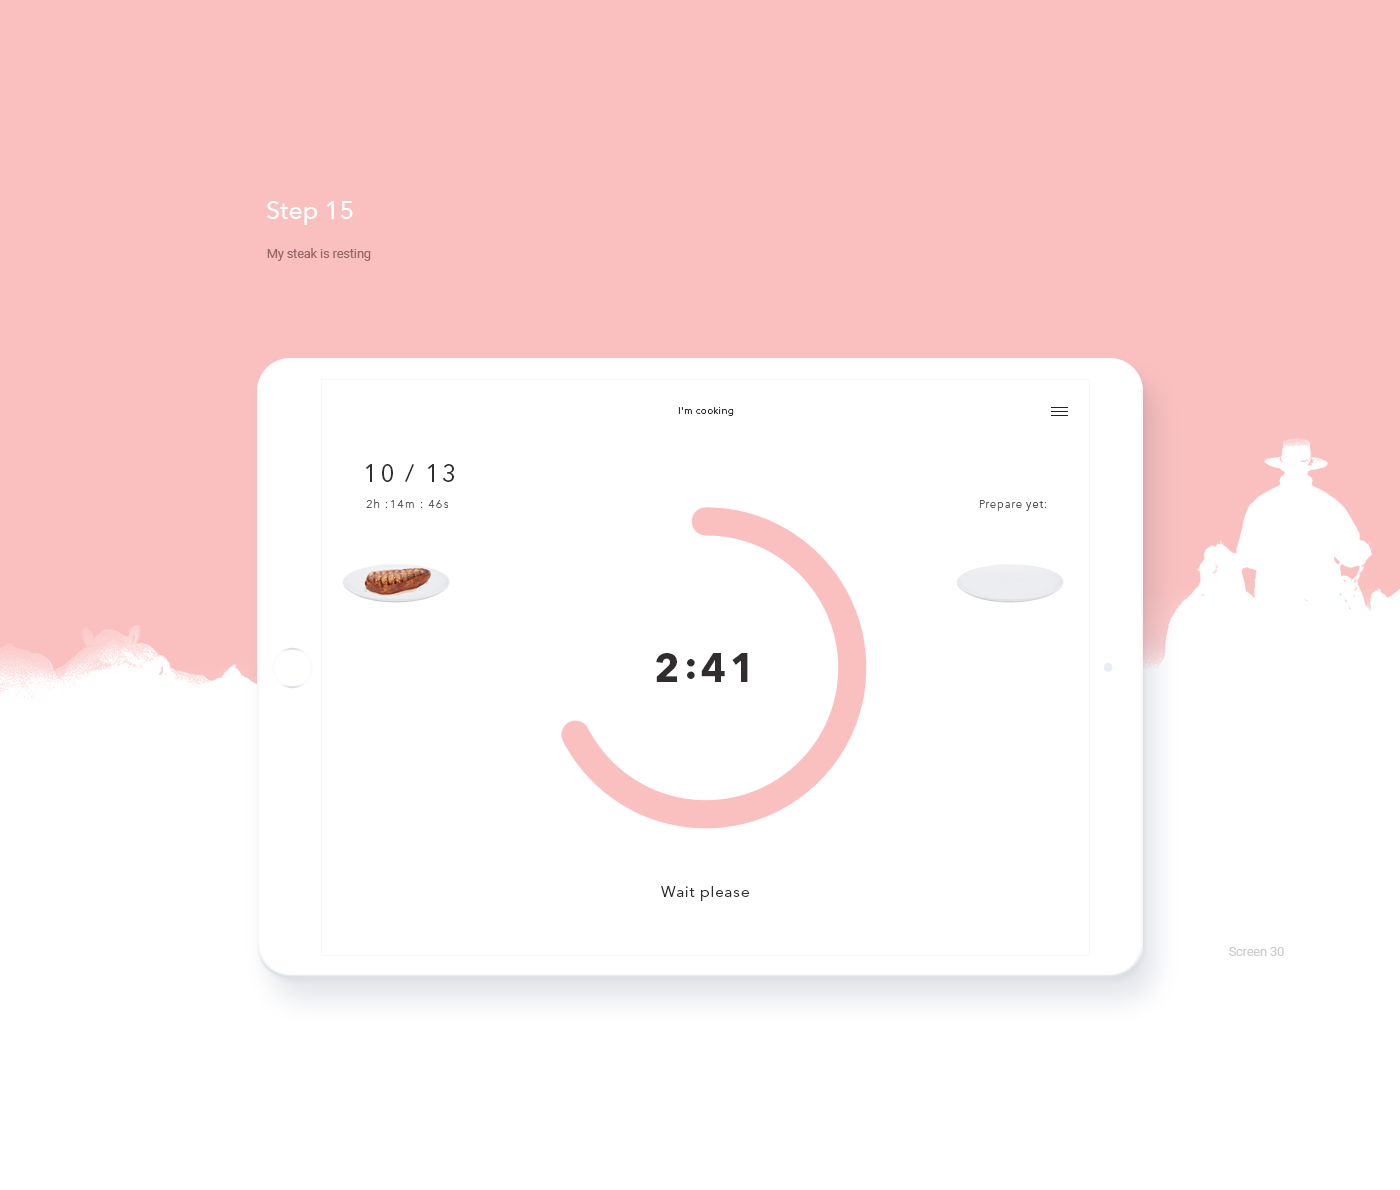 Step 15
My steak is resting
I'm cooking
10 / 13
2h :14m : 46s
Prepare yet:
2:41
Wait please
Screen 30